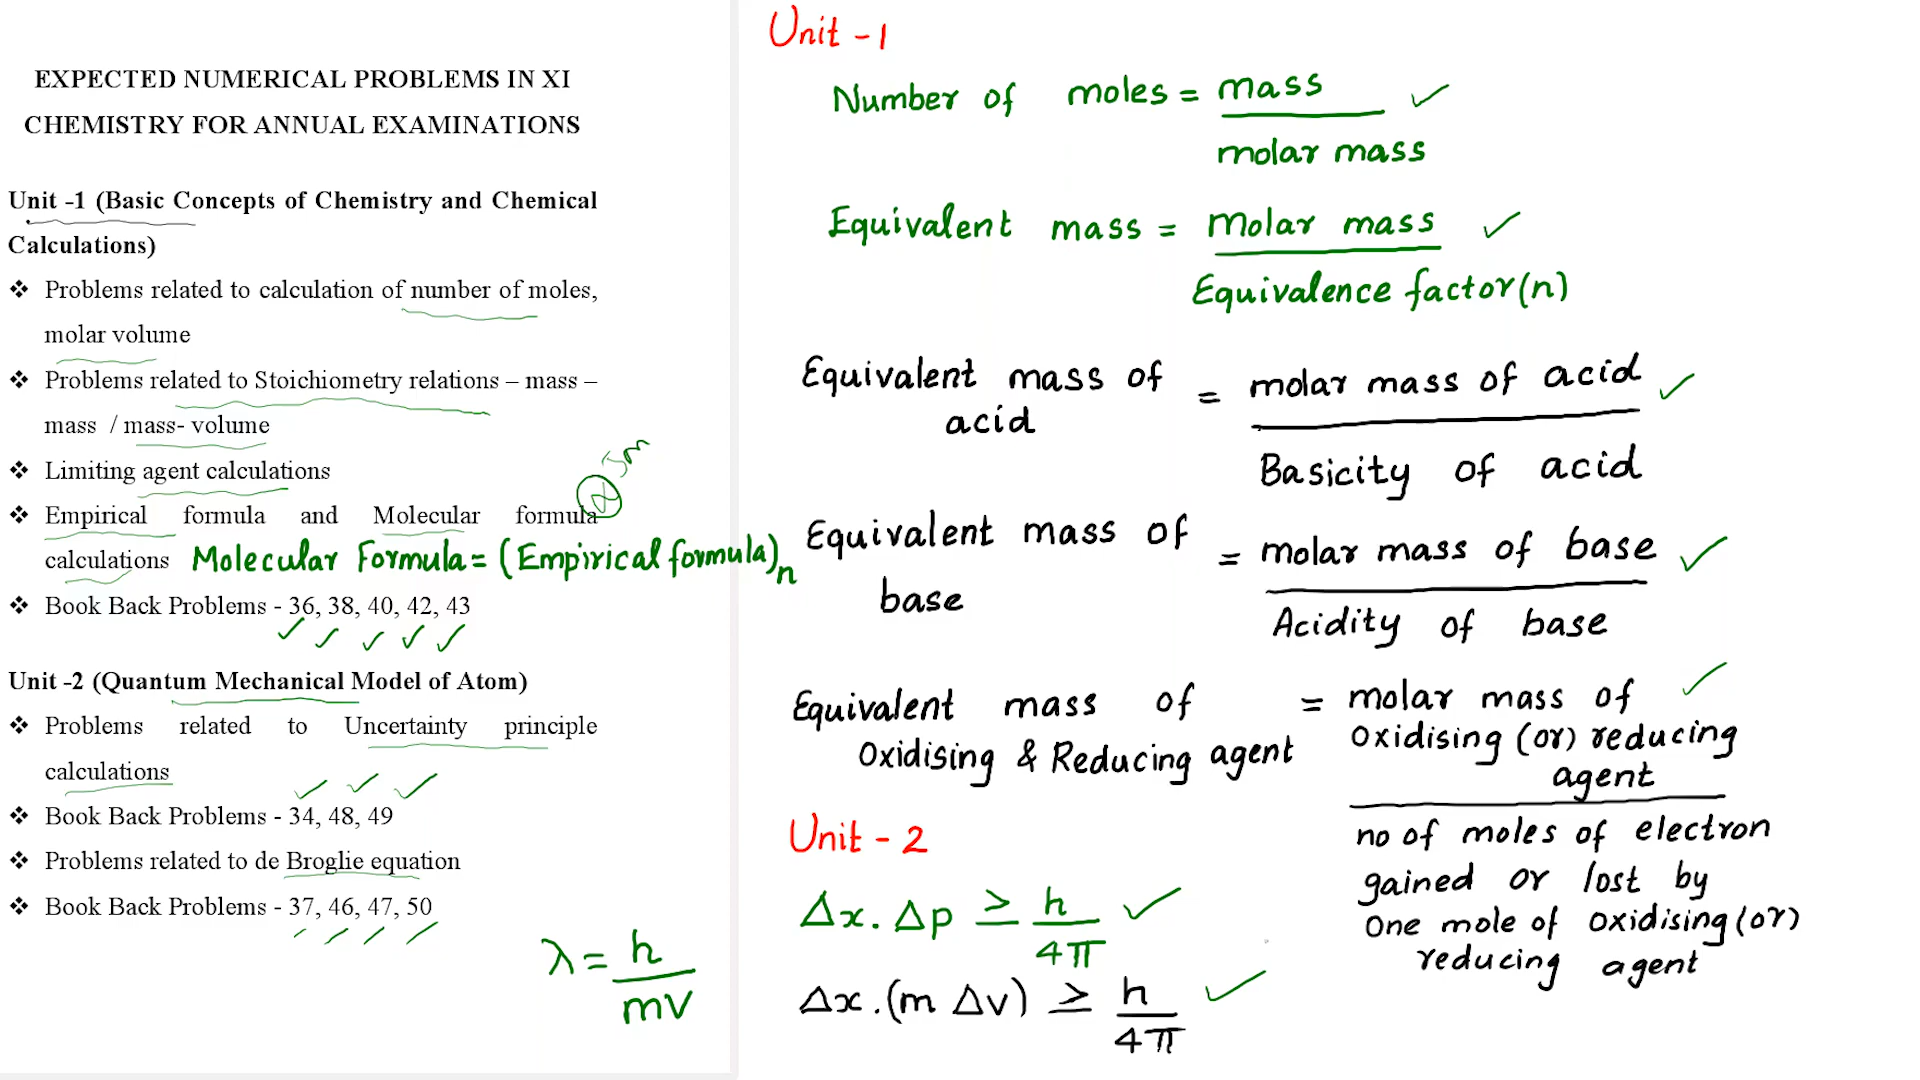 EXPECTED NUMERICAL PROBLEMS IN XI
CHEMISTRY FOR ANNUAL EXAMINATIONS
Unit -1 (Basic Concepts of Chemistry and Chemical
Calculations)
❖ Problems related to calculation of number of moles,
molar volume
❖ Problems related to Stoichiometry relations – mass –
mass / mass- volume
❖ Limiting agent calculations
5m
❖ Empirical formula and Molecular formula
calculations Molecular Formula = (Empirical formula)n
❖ Book Back Problems - 36, 38, 40, 42, 43
Unit -2 (Quantum Mechanical Model of Atom)
❖ Problems related to Uncertainty principle
calculations
❖ Book Back Problems - 34, 48, 49
❖ Problems related to de Broglie equation
❖ Book Back Problems - 37, 46, 47, 50
λ = h
mv
Unit - 1
Number of moles = mass
molar mass
Equivalent mass = Molar mass
Equivalence factor(n)
Equivalent mass of
acid
= molar mass of acid
Basicity of acid
Equivalent mass of
base
= molar mass of base
Acidity of base
Equivalent mass of
Oxidising & Reducing agent
= molar mass of
oxidising (or) reducing
agent
no of moles of electron
gained or lost by
one mole of oxidising (or)
reducing agent
Unit - 2
Δx. Δp ≥ h
4π
Δx.(m Δv) ≥ h
4π